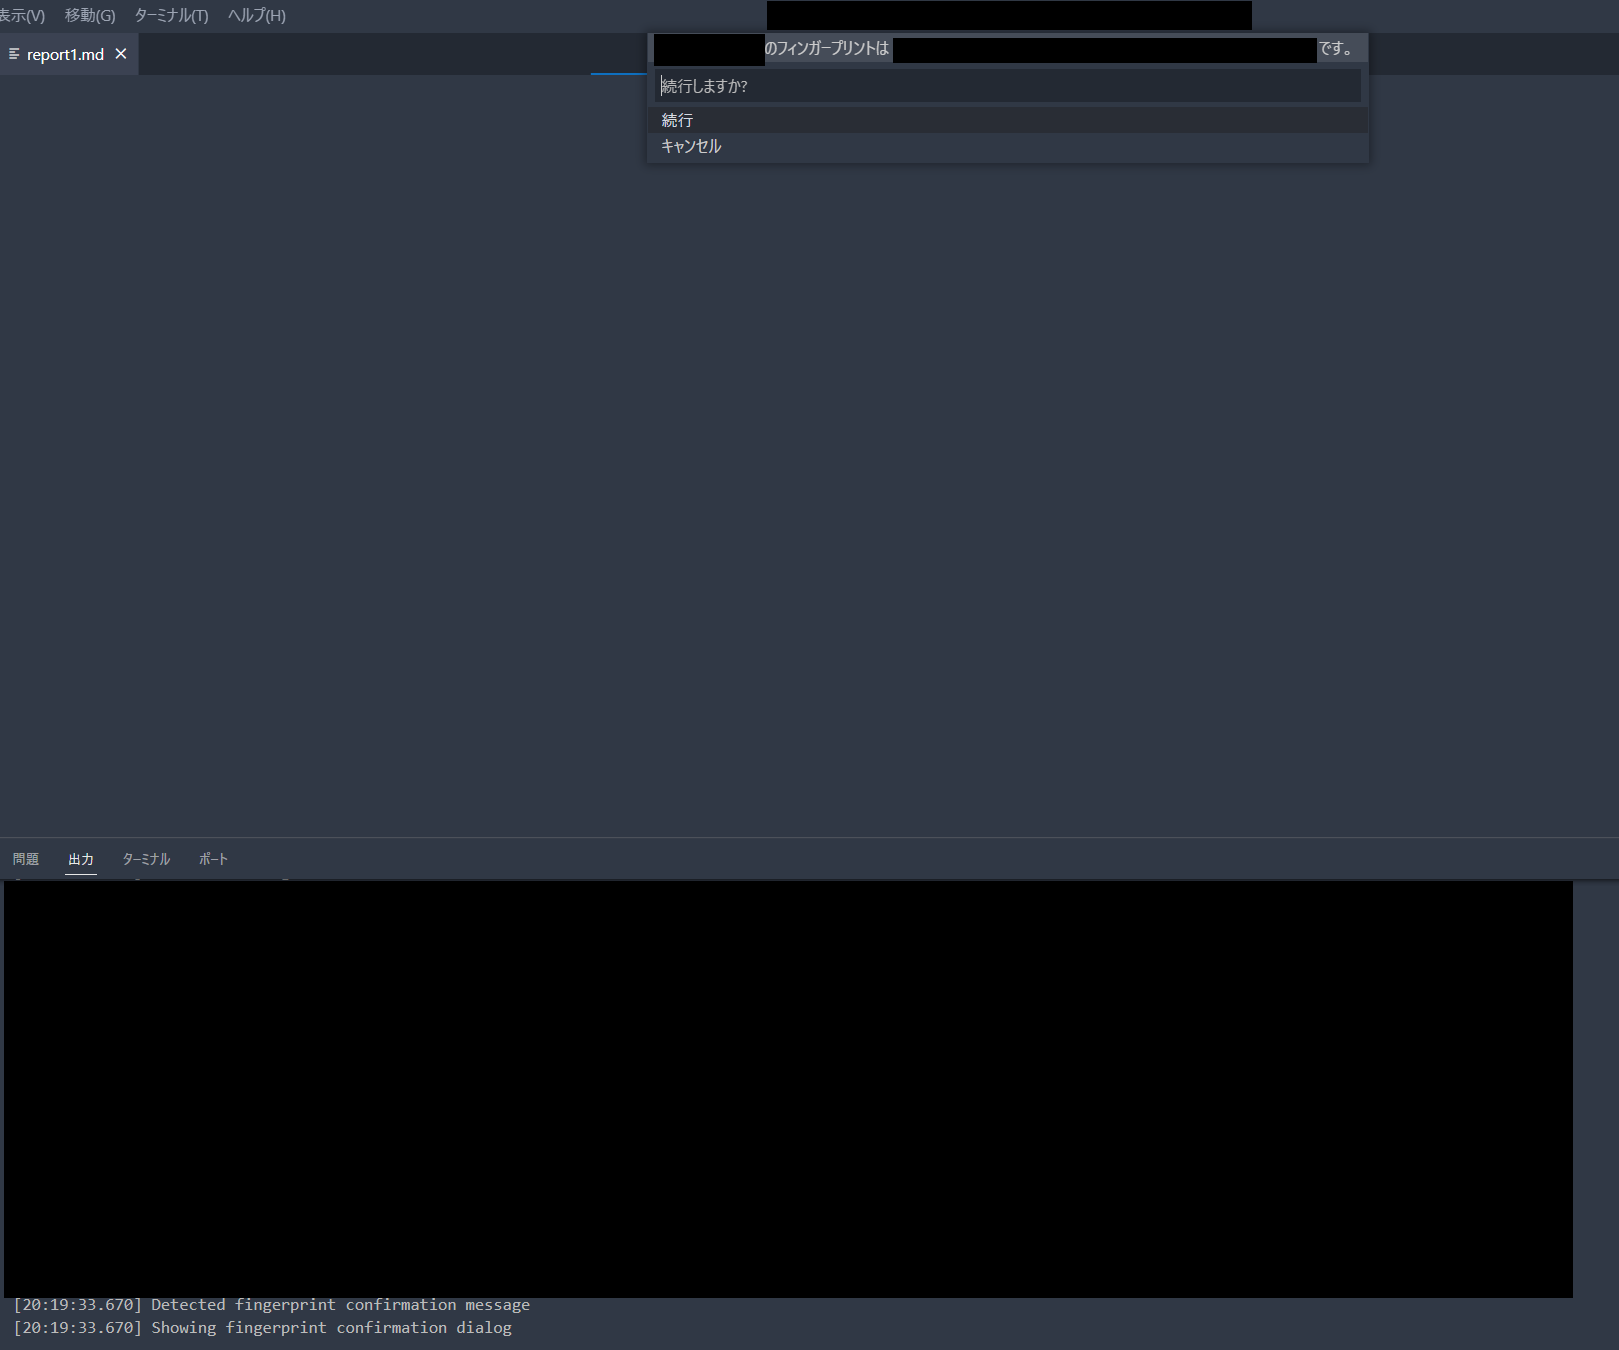 表示(V) 移動(G) ターミナル(T) ヘルプ(H)
report1.md
のフィンガープリントは です。
続行しますか?
続行
キャンセル
問題 出力 ターミナル ポート
[20:19:33.670] Detected fingerprint confirmation message
[20:19:33.670] Showing fingerprint confirmation dialog